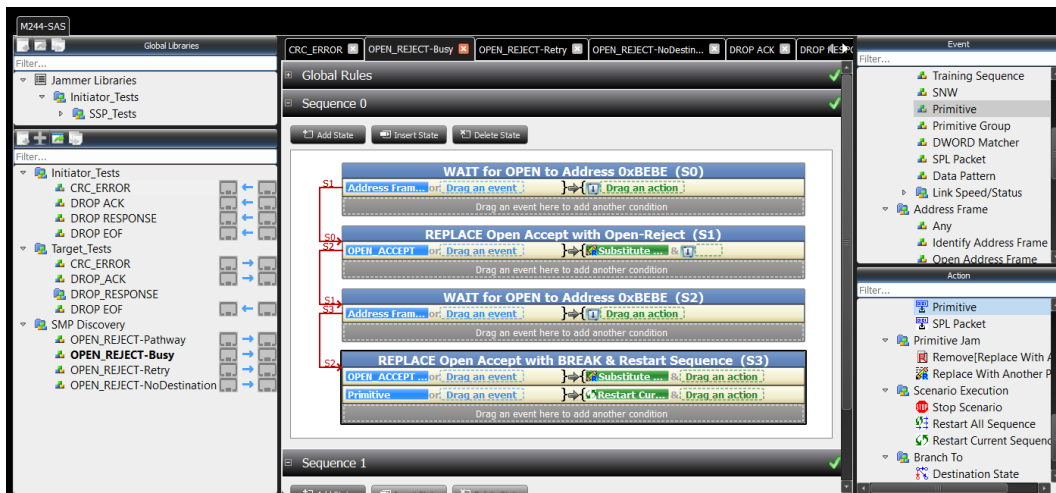 M244-SAS
Global Libraries
Filter...
Jammer Libraries
Initiator_Tests
SSP_Tests
Filter...
Initiator_Tests
CRC_ERROR
DROP ACK
DROP RESPONSE
DROP EOF
Target_Tests
CRC_ERROR
DROP_ACK
DROP_RESPONSE
DROP EOF
SMP Discovery
OPEN_REJECT-Pathway
OPEN_REJECT-Busy
OPEN_REJECT-Retry
OPEN_REJECT-NoDestination
CRC_ERROR OPEN_REJECT-Busy OPEN_REJECT-Retry OPEN_REJECT-NoDestin... DROP ACK DROP RESPO
Global Rules
Sequence 0
Add State Insert State Delete State
WAIT for OPEN to Address 0xBEBE (S0)
S1 Address Fram... or Drag an event }⇒{ Drag an action
Drag an event here to add another condition
S0 REPLACE Open Accept with Open-Reject (S1)
S2 OPEN_ACCEPT or Drag an event }⇒{ Substitute ... &
Drag an event here to add another condition
S1 WAIT for OPEN to Address 0xBEBE (S2)
S3 Address Fram... or Drag an event }⇒{ Drag an action
Drag an event here to add another condition
S2 REPLACE Open Accept with BREAK & Restart Sequence (S3)
OPEN_ACCEPT ... or Drag an event }⇒{ Substitute ... & Drag an action
Primitive or Drag an event }⇒{ Restart Cur... & Drag an action
Drag an event here to add another condition
Sequence 1
Event
Filter...
Training Sequence
SNW
Primitive
Primitive Group
DWORD Matcher
SPL Packet
Data Pattern
Link Speed/Status
Address Frame
Any
Identify Address Frame
Open Address Frame
Action
Filter...
Primitive
SPL Packet
Primitive Jam
Remove[Replace With A
Replace With Another P
Scenario Execution
Stop Scenario
Restart All Sequence
Restart Current Sequenc
Branch To
Destination State